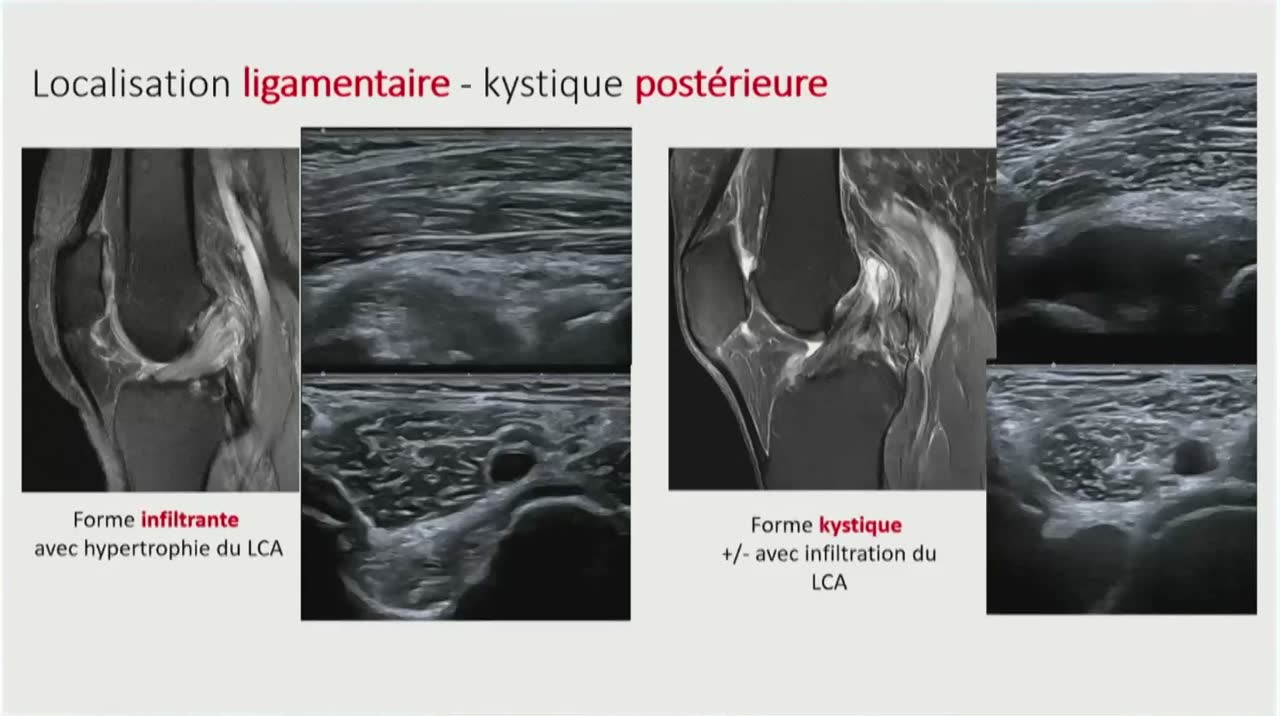 Localisation ligamentaire - kystique postérieure
Forme infiltrante
avec hypertrophie du LCA
Forme kystique
+/- avec infiltration du
LCA